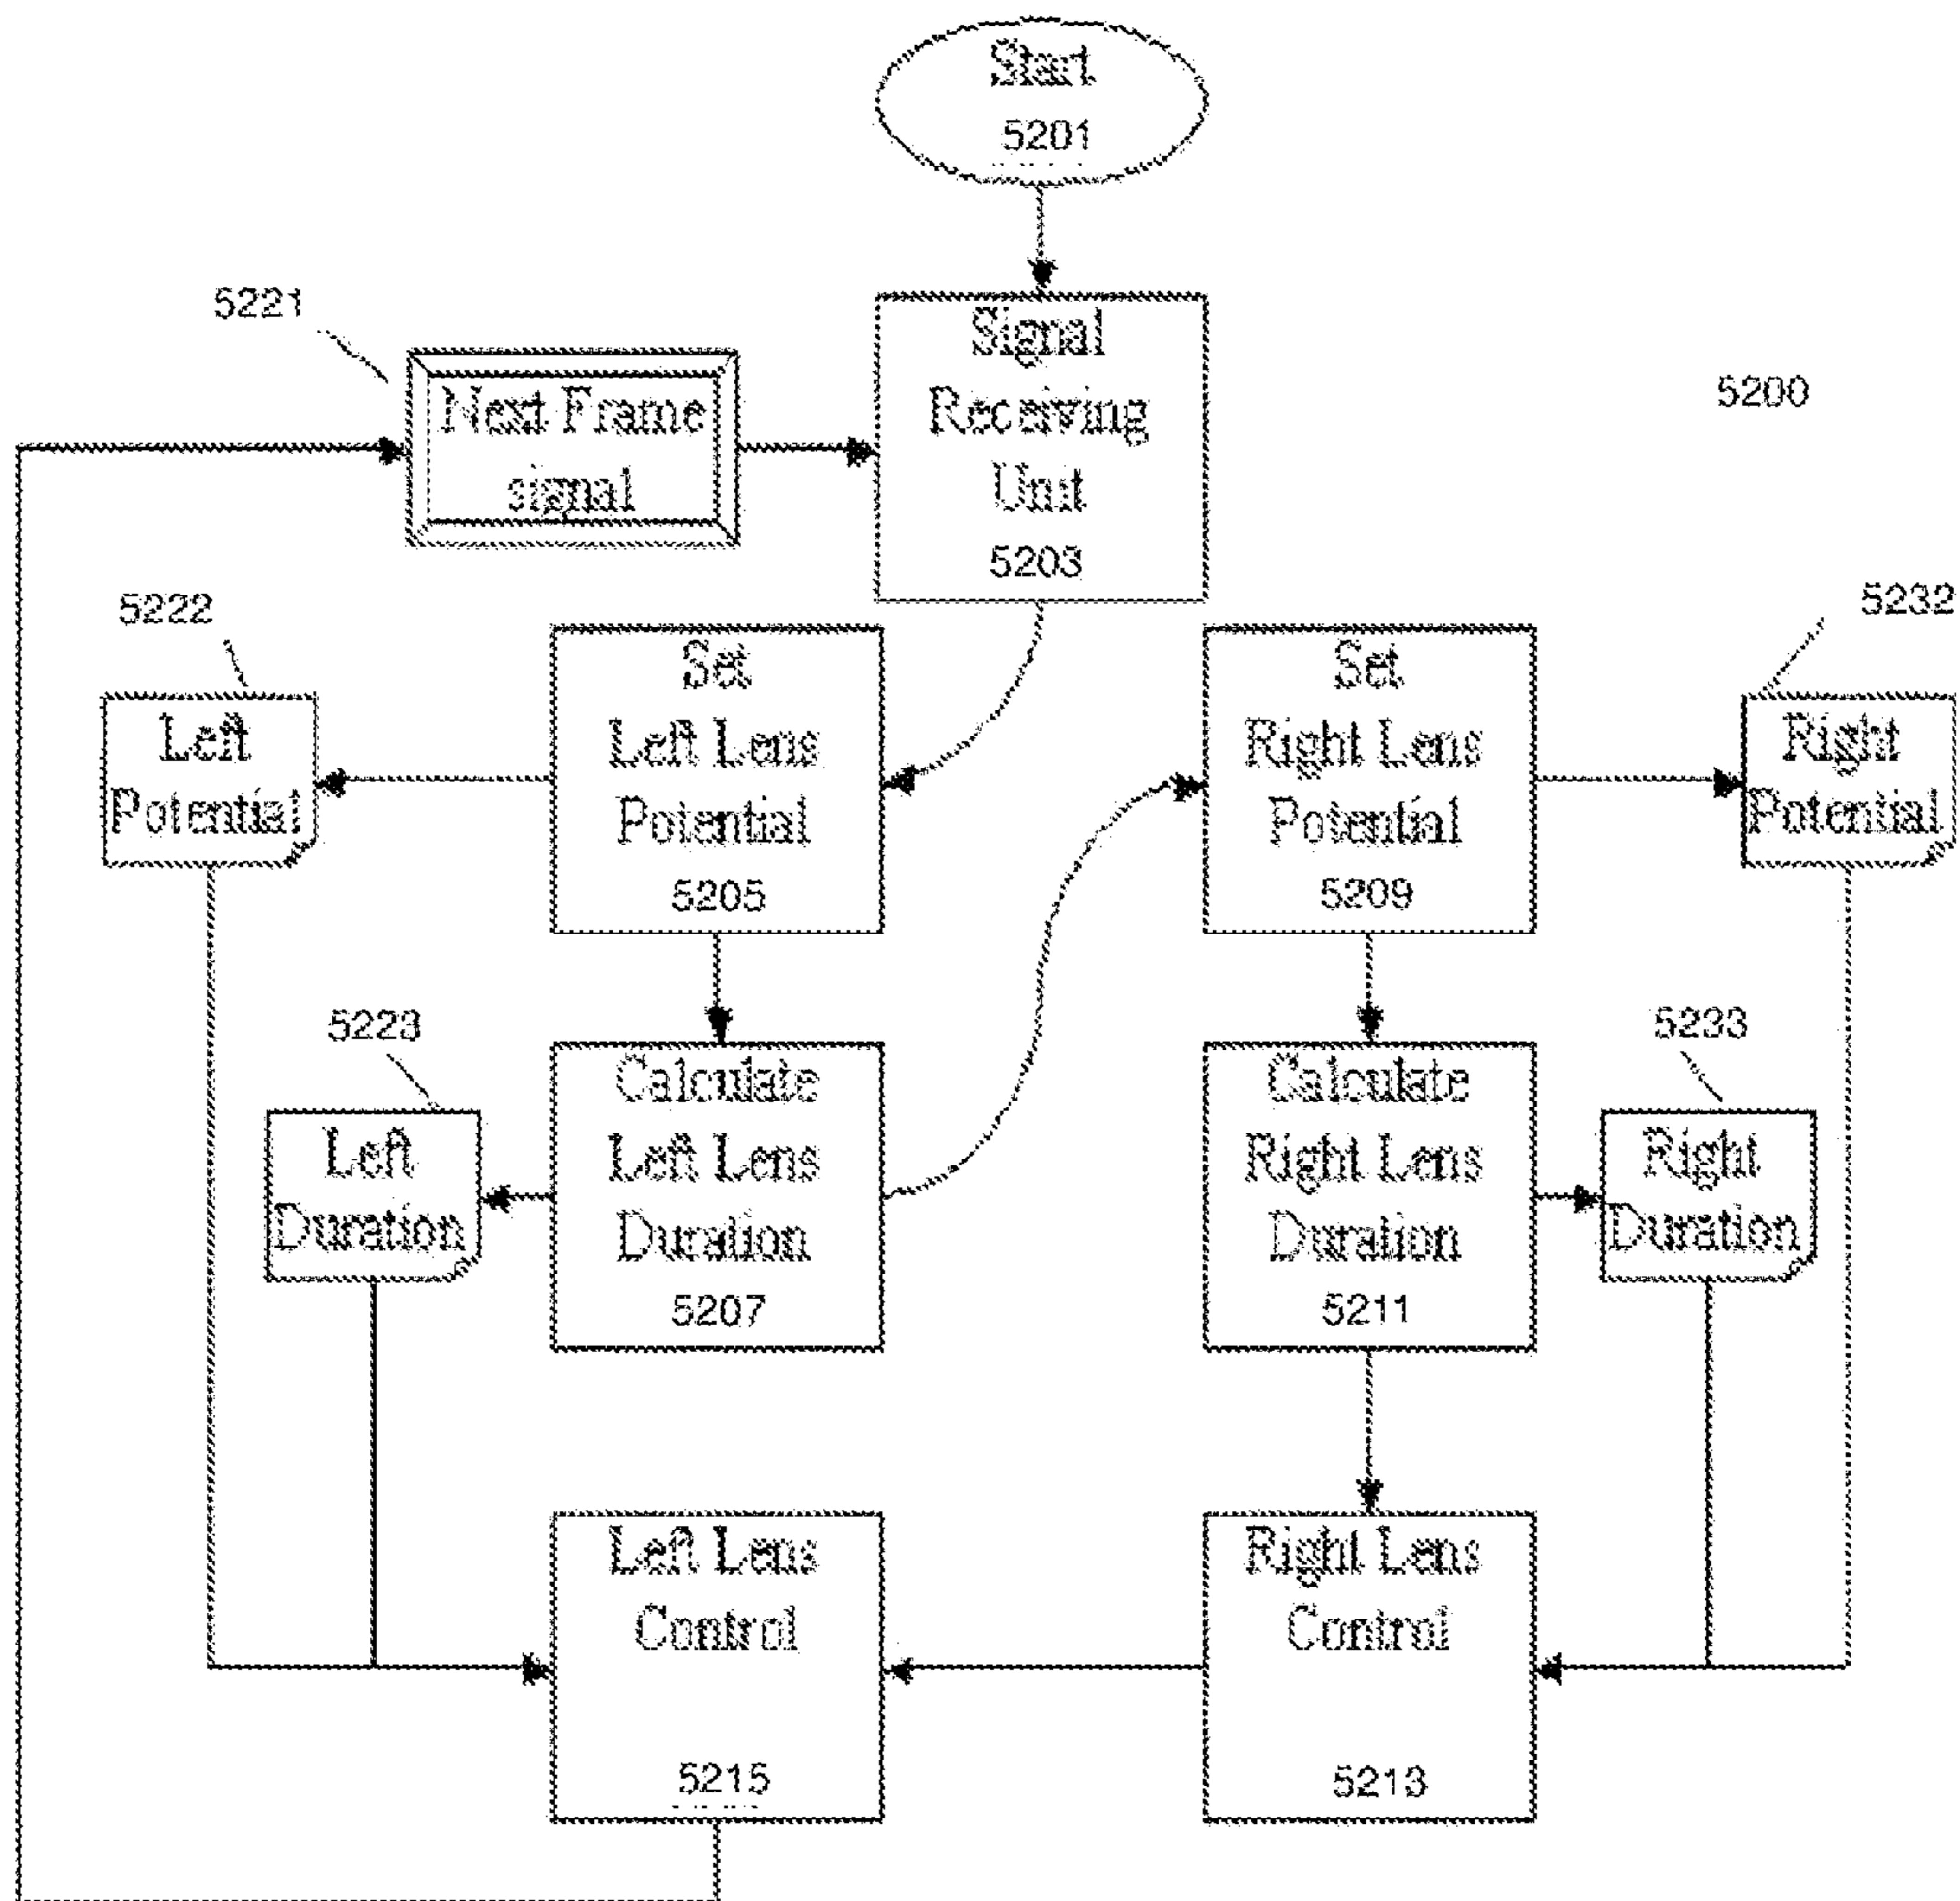 Start
5201
5221
Next Frame
signal
Signal
Receiving
Unit
5203
5200
5222
Left
Potential
Set
Left Lens
Potential
5205
Set
Right Lens
Potential
5209
5232
Right
Potential
5223
Left
Duration
Calculate
Left Lens
Duration
5207
Calculate
Right Lens
Duration
5211
5233
Right
Duration
Left Lens
Control
5215
Right Lens
Control
5213